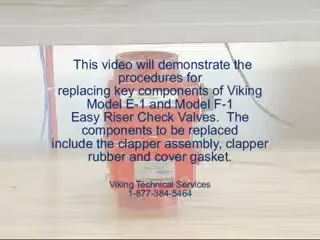 This video will demonstrate the
procedures for
replacing key components of Viking
Model E-1 and Model F-1
Easy Riser Check Valves.  The
components to be replaced
include the clapper assembly, clapper
rubber and cover gasket.
Viking Technical Services
1-877-384-5464